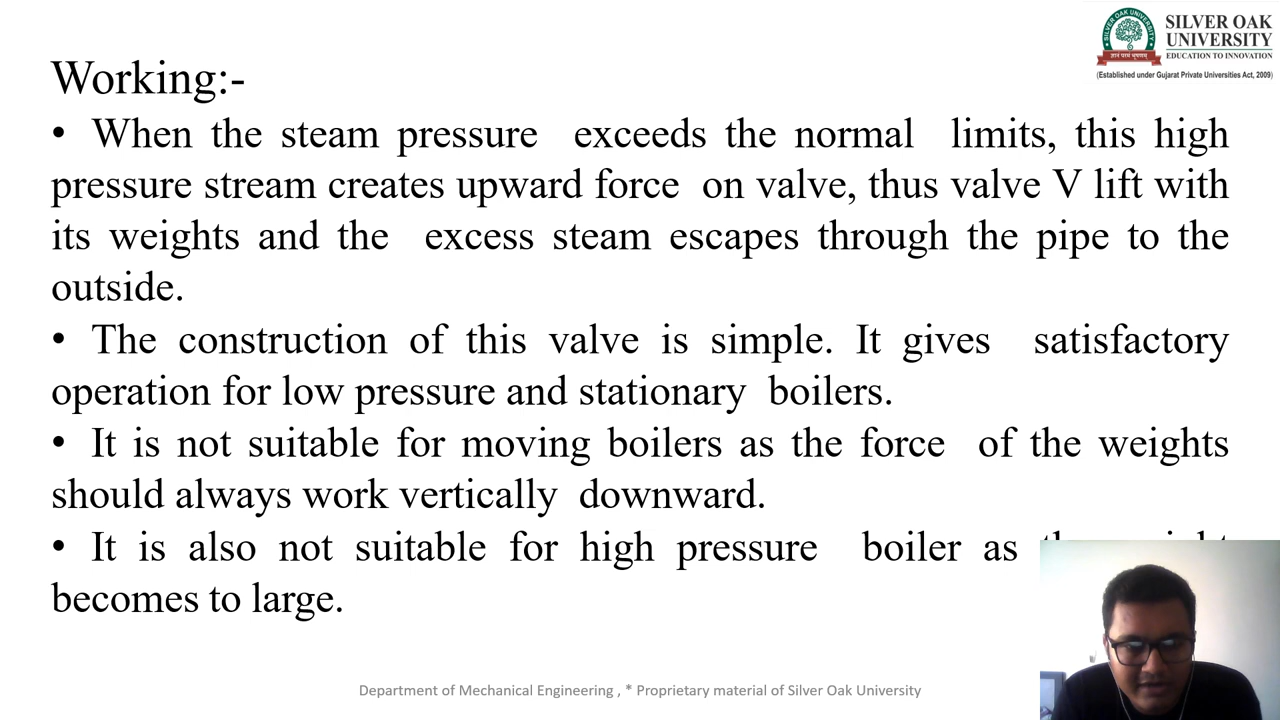 SILVER OAK
UNIVERSITY
EDUCATION TO INNOVATION
(Established under Gujarat Private Universities Act, 2009)
SILVER OAK UNIVERSITY
Working:-
• When the steam pressure exceeds the normal limits, this high
pressure stream creates upward force on valve, thus valve V lift with
its weights and the excess steam escapes through the pipe to the
outside.
• The construction of this valve is simple. It gives satisfactory
operation for low pressure and stationary boilers.
• It is not suitable for moving boilers as the force of the weights
should always work vertically downward.
• It is also not suitable for high pressure boiler as
becomes to large.
Department of Mechanical Engineering , * Proprietary material of Silver Oak University